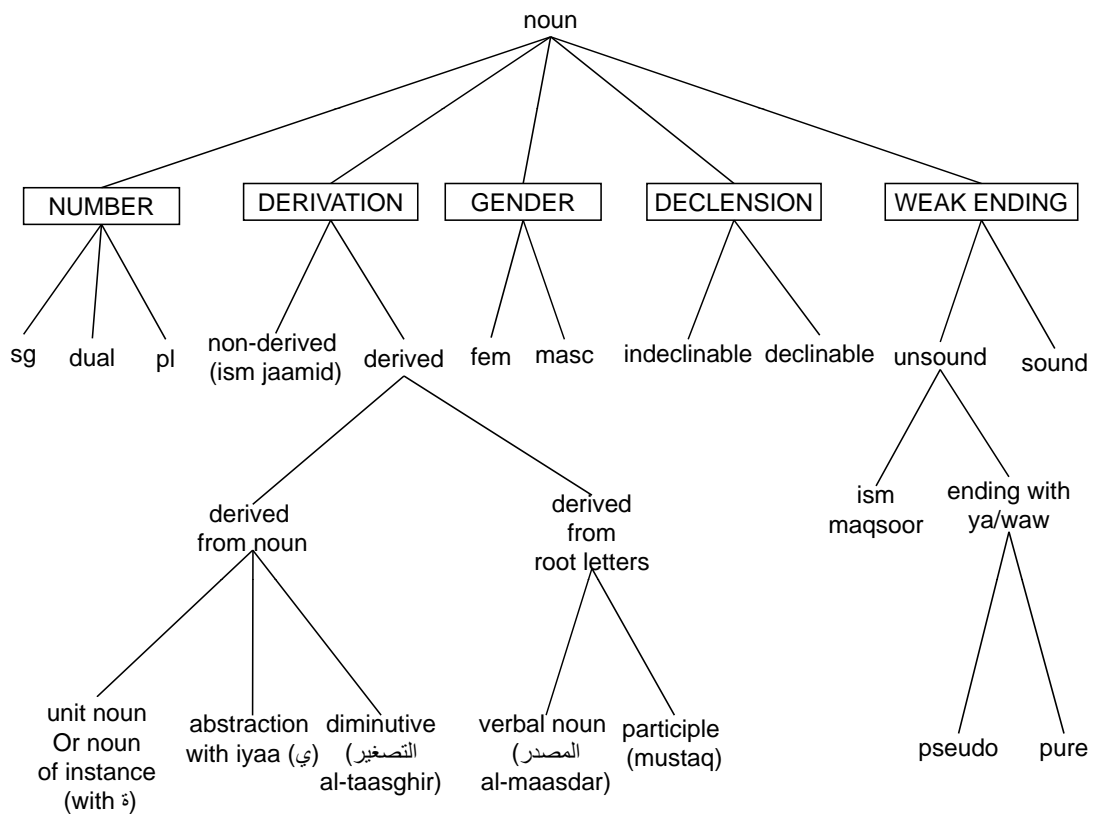 noun
NUMBER
DERIVATION
GENDER
DECLENSION
WEAK ENDING
sg
dual
pl
non-derived
(ism jaamid)
derived
fem
masc
indeclinable
declinable
unsound
sound
derived
from noun
derived
from
root letters
ism
maqsoor
ending with
ya/waw
unit noun
Or noun
of instance
(with ة)
abstraction
with iyaa (ي)
diminutive
(التصغير
al-taasghir)
verbal noun
(المصدر
al-maasdar)
participle
(mustaq)
pseudo
pure